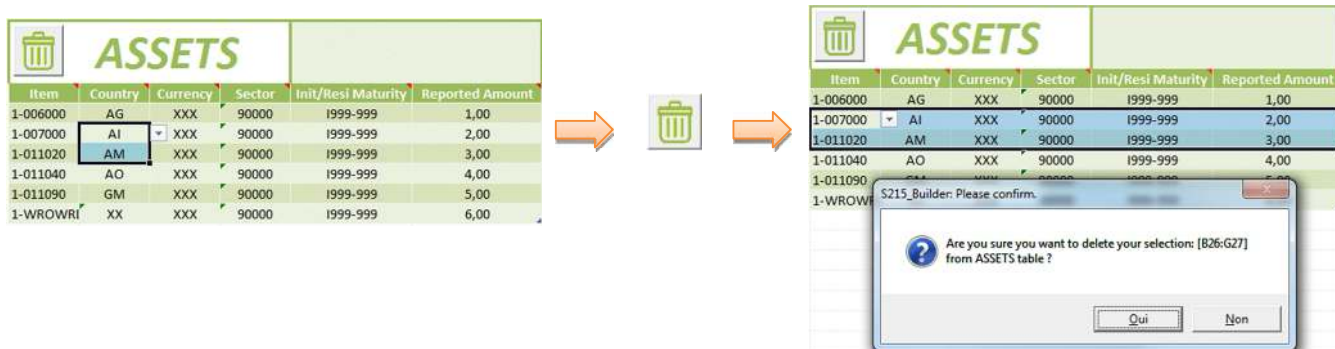 ASSETS
Item Country Currency Sector Init/Resi Maturity Reported Amount
1-006000 AG XXX 90000 I999-999 1,00
1-007000 AI XXX 90000 I999-999 2,00
1-011020 AM XXX 90000 I999-999 3,00
1-011040 AO XXX 90000 I999-999 4,00
1-011090 GM XXX 90000 I999-999 5,00
1-WROWRI XX XXX 90000 I999-999 6,00
ASSETS
Item Country Currency Sector Init/Resi Maturity Reported Amount
1-006000 AG XXX 90000 I999-999 1,00
1-007000 AI XXX 90000 I999-999 2,00
1-011020 AM XXX 90000 I999-999 3,00
1-011040 AO XXX 90000 I999-999 4,00
1-011090
S215_Builder: Please confirm.
Are you sure you want to delete your selection: [B26:G27]
from ASSETS table ?
Oui Non